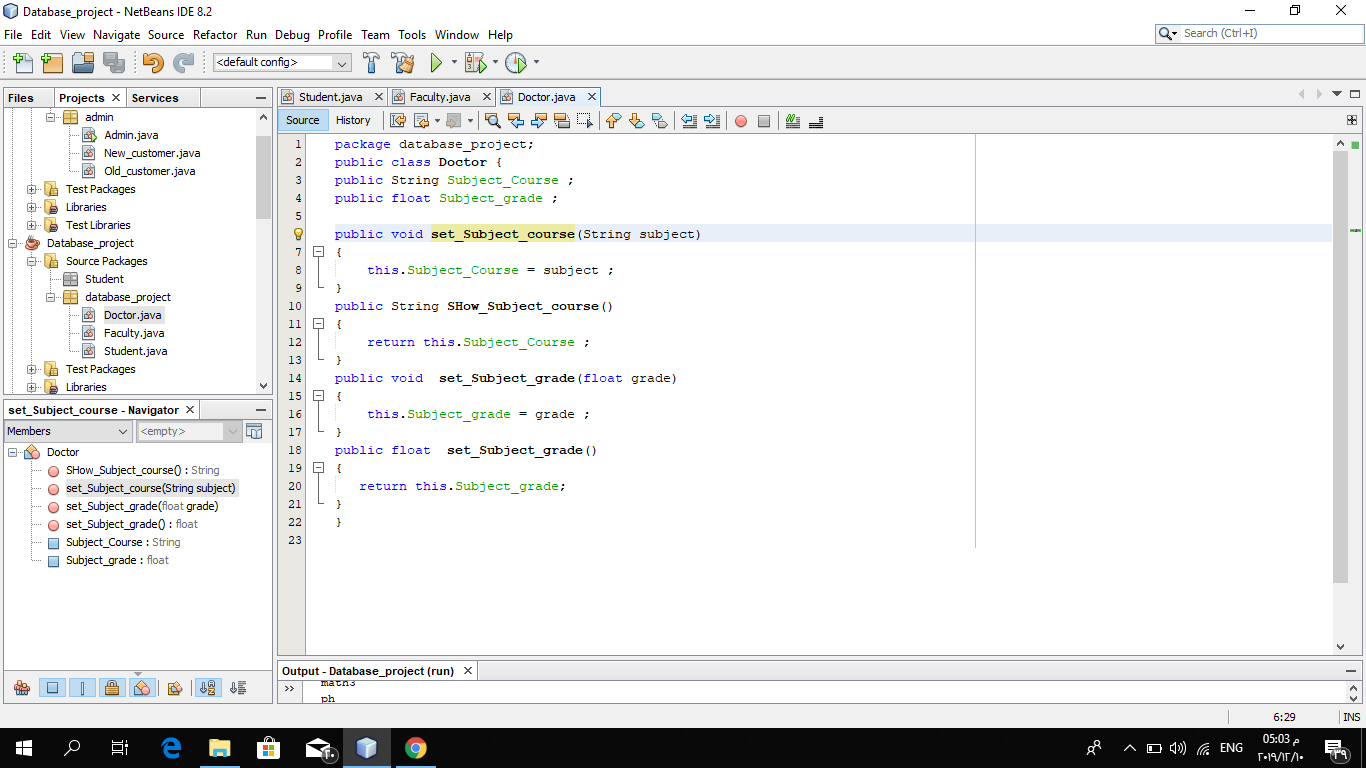 Database_project - NetBeans IDE 8.2
File Edit View Navigate Source Refactor Run Debug Profile Team Tools Window Help
Search (Ctrl+I)
<default config>
Files Projects Services
admin
Admin.java
New_customer.java
Old_customer.java
Test Packages
Libraries
Test Libraries
Database_project
Source Packages
Student
database_project
Doctor.java
Faculty.java
Student.java
Test Packages
Libraries
set_Subject_course - Navigator
Members <empty>
Doctor
SHow_Subject_course() : String
set_Subject_course(String subject)
set_Subject_grade(float grade)
set_Subject_grade() : float
Subject_Course : String
Subject_grade : float
Student.java Faculty.java Doctor.java
Source History
1 package database_project;
2 public class Doctor {
3 public String Subject_Course ;
4 public float Subject_grade ;
5
public void set_Subject_course(String subject)
7 {
8 this.Subject_Course = subject ;
9 }
10 public String SHow_Subject_course()
11 {
12 return this.Subject_Course ;
13 }
14 public void  set_Subject_grade(float grade)
15 {
16 this.Subject_grade = grade ;
17 }
18 public float  set_Subject_grade()
19 {
20 return this.Subject_grade;
21 }
22 }
23
Output - Database_project (run)
math3
ph
6:29 INS
ENG
05:03 م
٢٠١٩/١٢/١٠
٢٠
٣٩